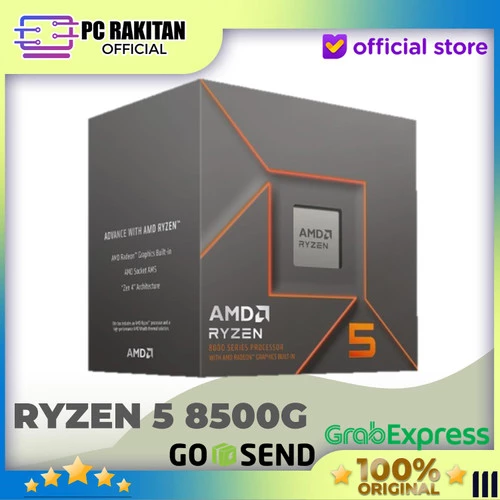 PC RAKITAN
OFFICIAL
official store
ADVANCE WITH AMD RYZEN™
AMD Radeon™ Graphics Built-in
AMD Socket AM5
"Zen 4" Architecture
AMD
AMD
RYZEN
AMD
RYZEN
8000 SERIES PROCESSOR
WITH AMD RADEON™ GRAPHICS BUILT-IN
5
RYZEN 5 8500G
GO SEND
GrabExpress
100%
ORIGINAL